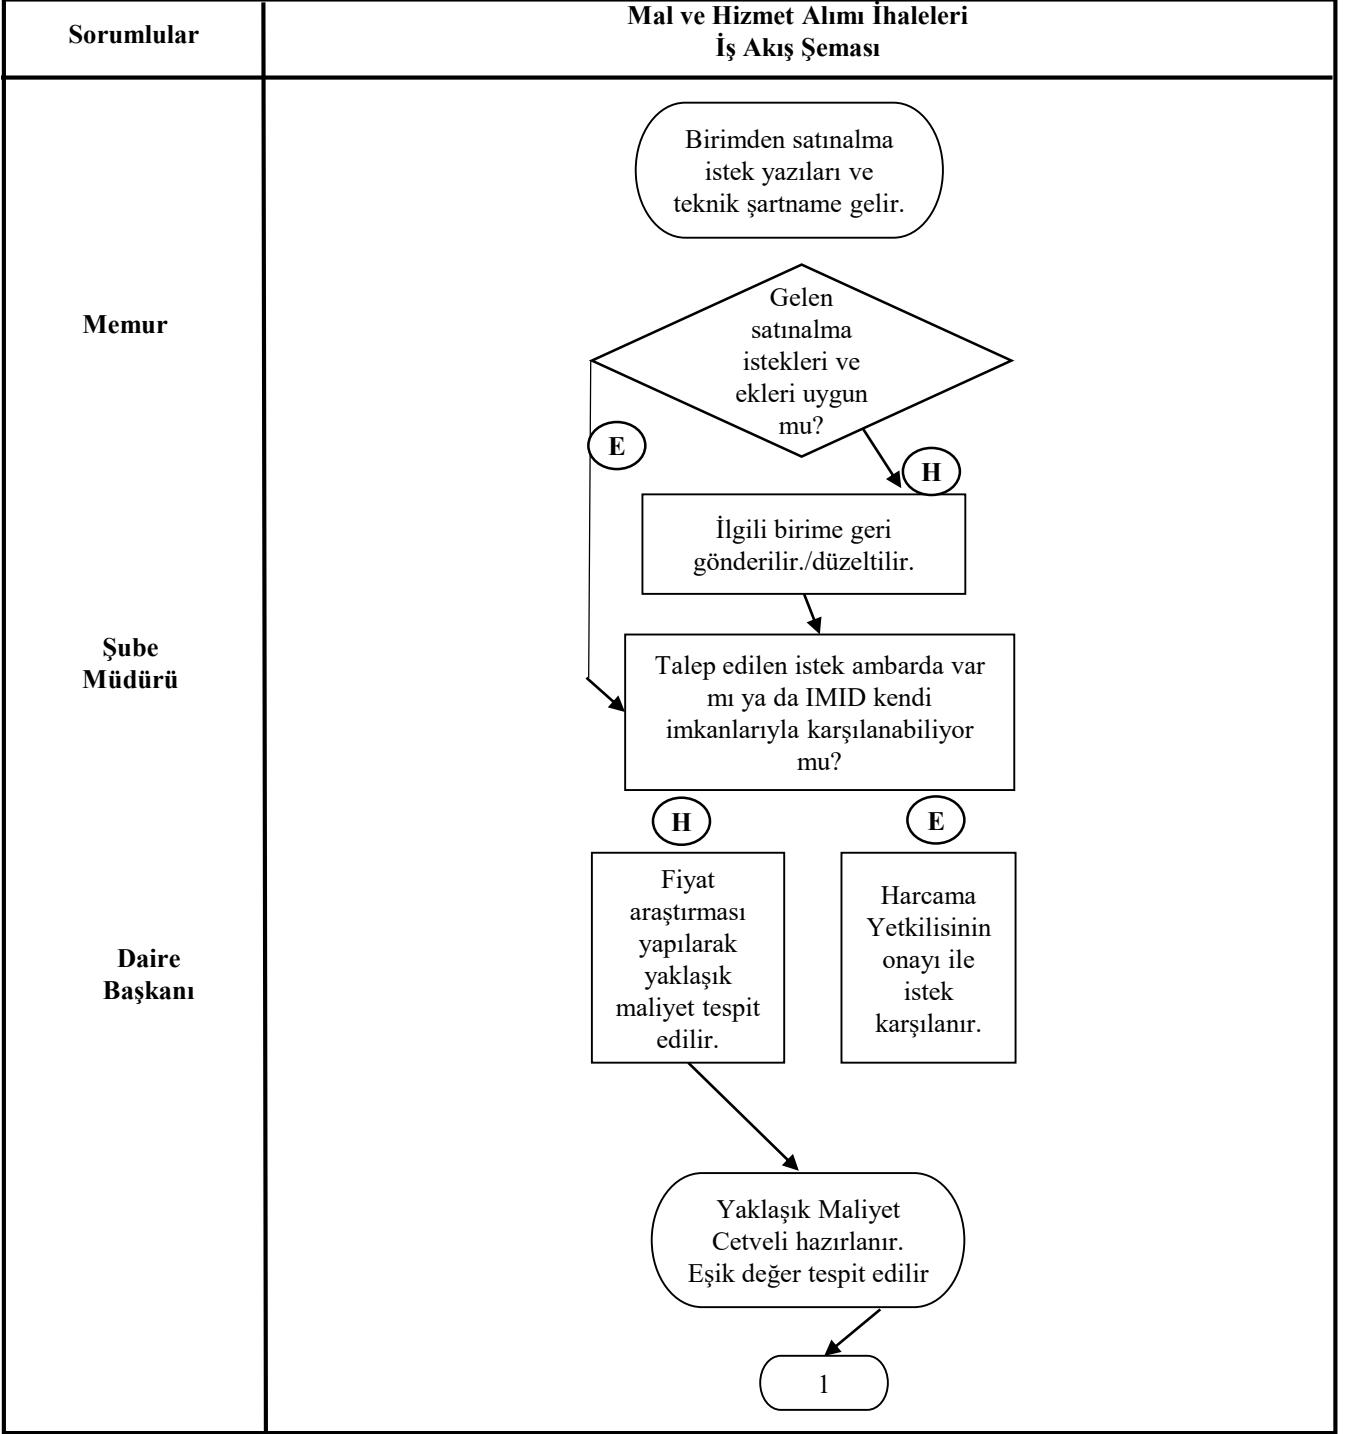 Sorumlular
Mal ve Hizmet Alımı İhaleleri
İş Akış Şeması
Birimden satınalma
istek yazıları ve
teknik şartname gelir.
Memur
Gelen
satınalma
istekleri ve
ekleri uygun
mu?
E
H
İlgili birime geri
gönderilir./düzeltilir.
Şube
Müdürü
Talep edilen istek ambarda var
mı ya da IMID kendi
imkanlarıyla karşılanabiliyor
mu?
H
E
Fiyat
araştırması
yapılarak
yaklaşık
maliyet tespit
edilir.
Harcama
Yetkilisinin
onayı ile
istek
karşılanır.
Daire
Başkanı
Yaklaşık Maliyet
Cetveli hazırlanır.
Eşik değer tespit edilir
1